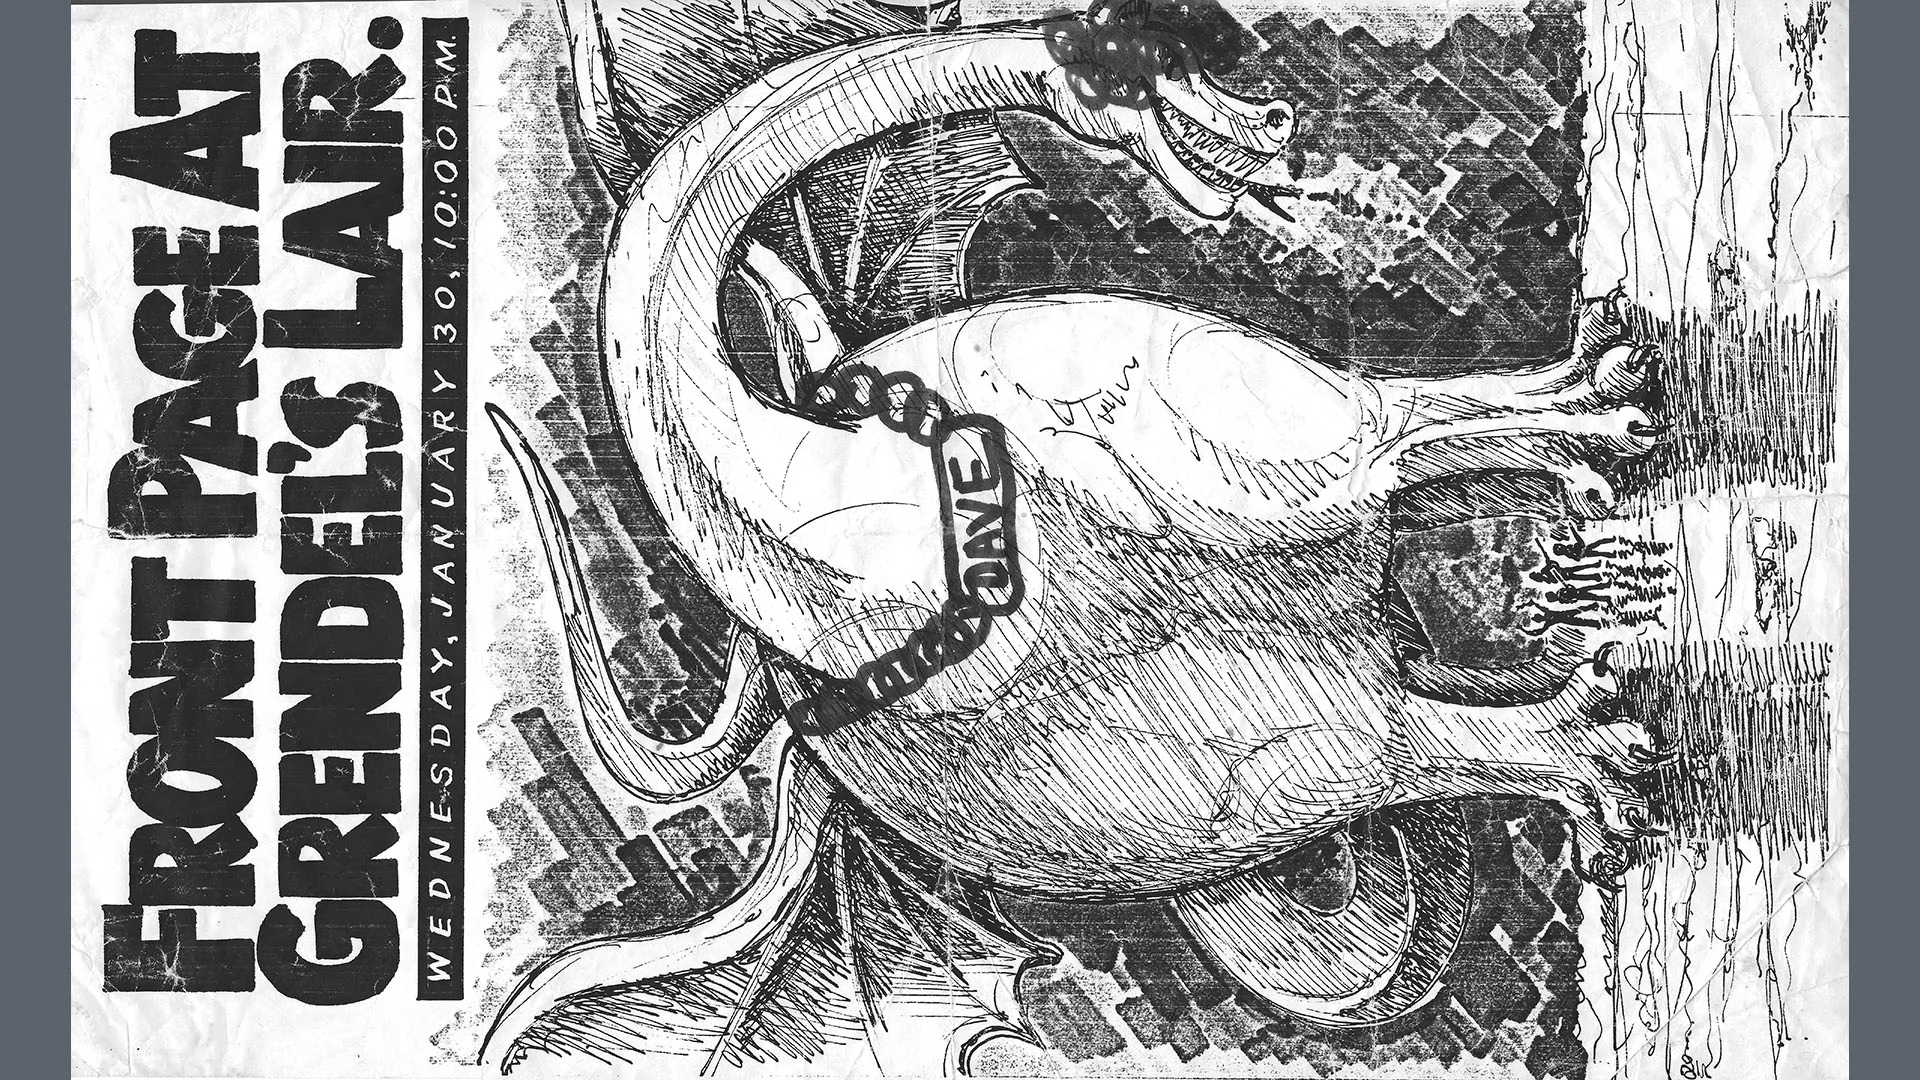 FRONT PAGE AT
GRENDEL'S LAIR.
WEDNESDAY, JANUARY 30, 10:00 P.M.
DAVE